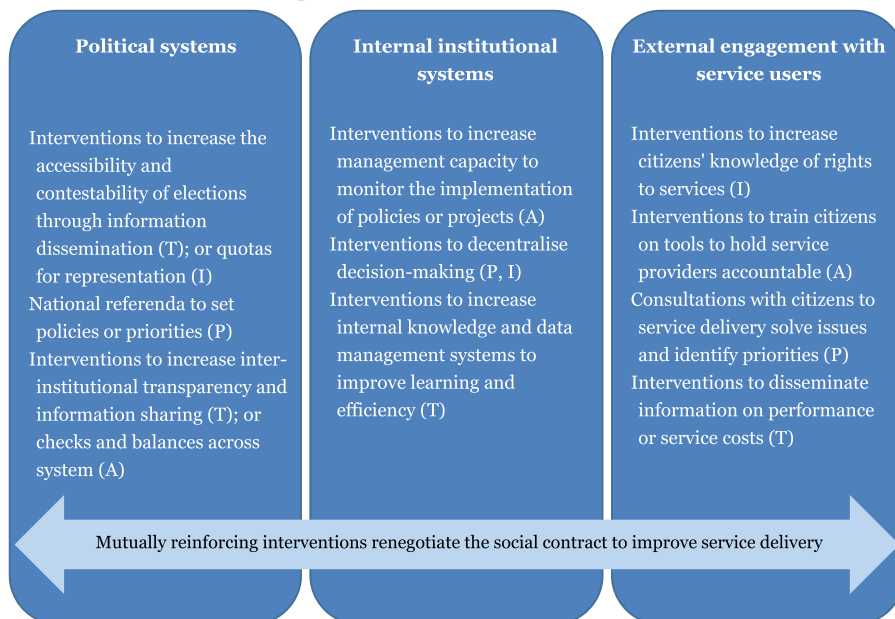 Political systems
Interventions to increase the
accessibility and
contestability of elections
through information
dissemination (T); or quotas
for representation (I)
National referenda to set
policies or priorities (P)
Interventions to increase inter-
institutional transparency and
information sharing (T); or
checks and balances across
system (A)
Internal institutional
systems
Interventions to increase
management capacity to
monitor the implementation
of policies or projects (A)
Interventions to decentralise
decision-making (P, I)
Interventions to increase
internal knowledge and data
management systems to
improve learning and
efficiency (T)
External engagement with
service users
Interventions to increase
citizens' knowledge of rights
to services (I)
Interventions to train citizens
on tools to hold service
providers accountable (A)
Consultations with citizens to
service delivery solve issues
and identify priorities (P)
Interventions to disseminate
information on performance
or service costs (T)
Mutually reinforcing interventions renegotiate the social contract to improve service delivery